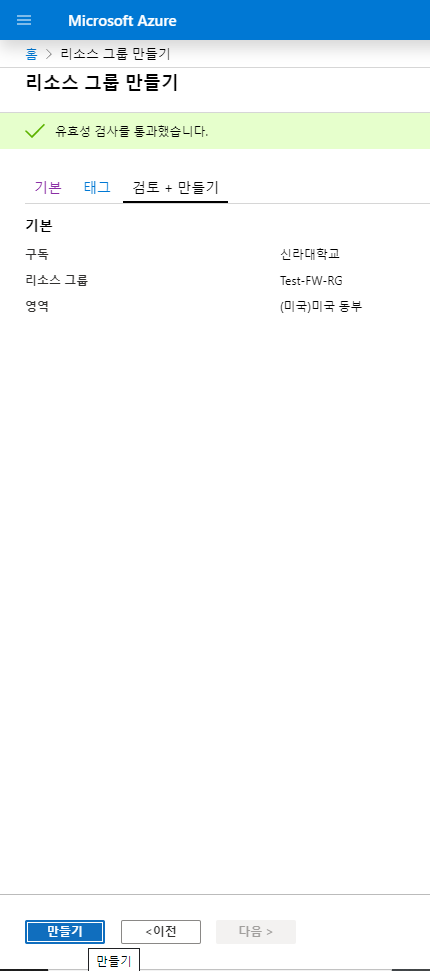 Microsoft Azure
홈 > 리소스 그룹 만들기
리소스 그룹 만들기
유효성 검사를 통과했습니다.
기본 태그 검토 + 만들기
기본
구독 신라대학교
리소스 그룹 Test-FW-RG
영역 (미국)미국 동부
만들기 <이전 다음 >
만들기